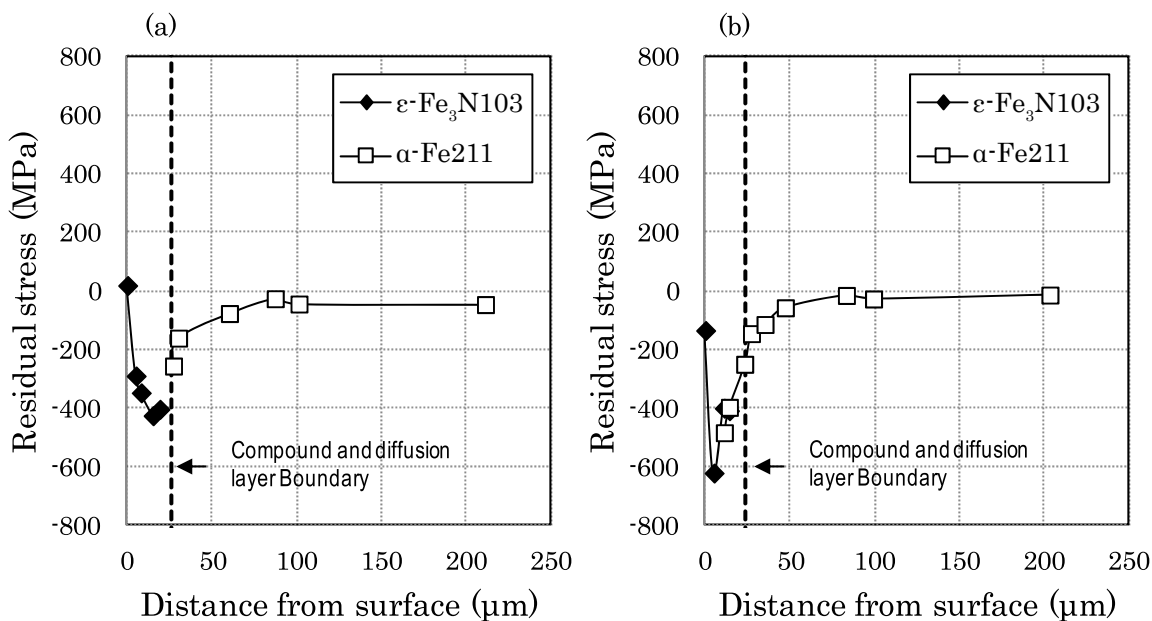 (a)
800
600
400
200
0
-200
-400
-600
-800
Residual stress (MPa)
ε-Fe₃N103
α-Fe211
Compound and diffusion
layer Boundary
0 50 100 150 200 250
Distance from surface (μm)
(b)
800
600
400
200
0
-200
-400
-600
-800
Residual stress (MPa)
ε-Fe₃N103
α-Fe211
Compound and diffusion
layer Boundary
0 50 100 150 200 250
Distance from surface (μm)